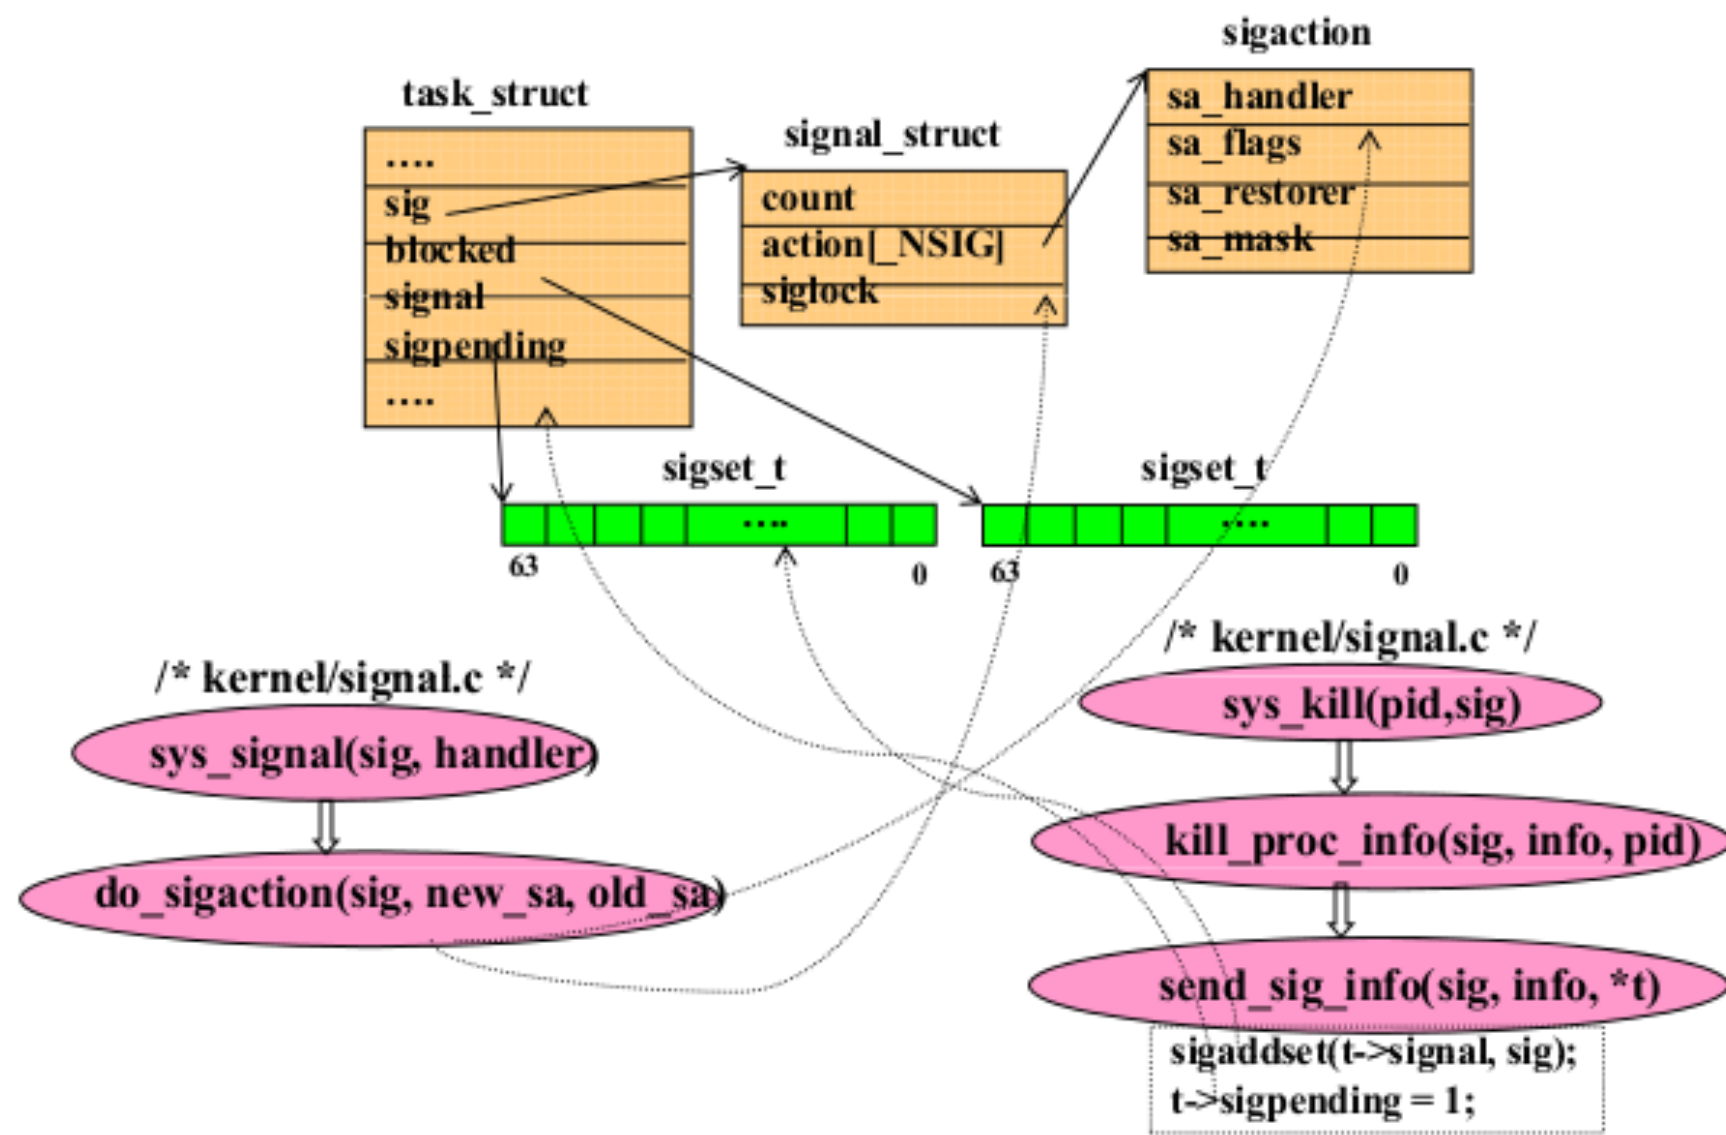 sigaction
task_struct
signal_struct
sa_handler
sa_flags
sa_restorer
sa_mask
....
sig
blocked
signal
sigpending
....
count
action[_NSIG]
siglock
sigset_t
sigset_t
....
....
63
0
63
0
/* kernel/signal.c */
sys_signal(sig, handler)
do_sigaction(sig, new_sa, old_sa)
/* kernel/signal.c */
sys_kill(pid,sig)
kill_proc_info(sig, info, pid)
send_sig_info(sig, info, *t)
sigaddset(t->signal, sig);
t->sigpending = 1;